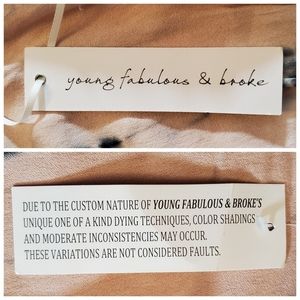 young fabulous & broke
DUE TO THE CUSTOM NATURE OF YOUNG FABULOUS & BROKE'S
UNIQUE ONE OF A KIND DYING TECHNIQUES, COLOR SHADINGS
AND MODERATE INCONSISTENCIES MAY OCCUR.
THESE VARIATIONS ARE NOT CONSIDERED FAULTS.